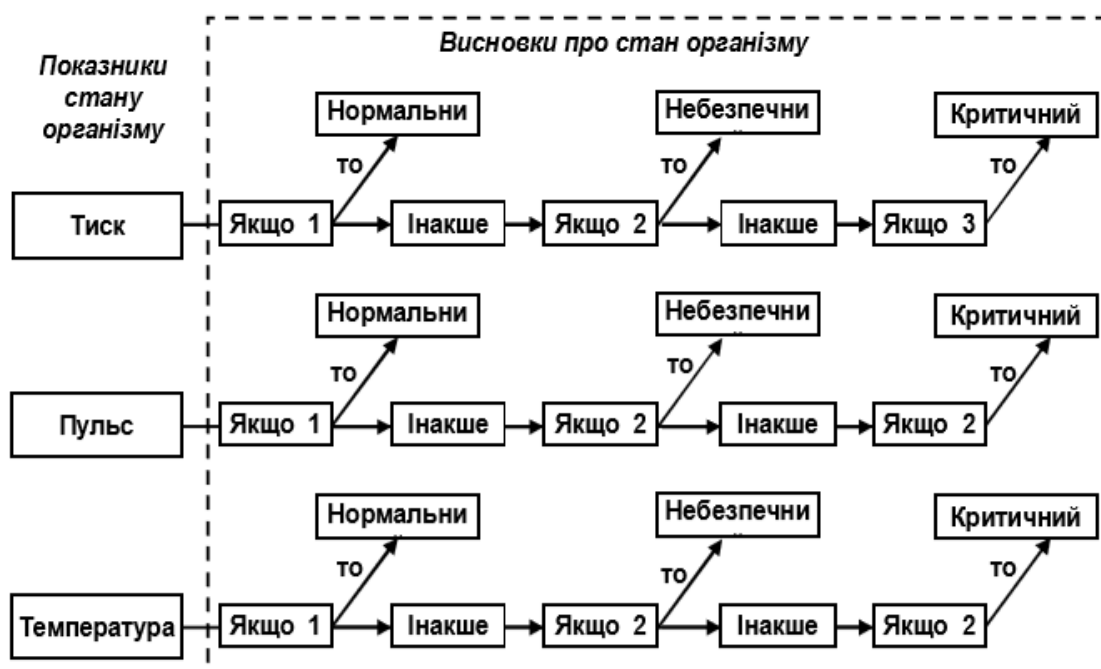 Висновки про стан організму
Показники
стану
організму
Нормальни
Небезпечни
Критичний
то
то
то
Тиск
Якщо 1
Інакше
Якщо 2
Інакше
Якщо 3
Нормальни
Небезпечни
Критичний
то
то
то
Пульс
Якщо 1
Інакше
Якщо 2
Інакше
Якщо 2
Нормальни
Небезпечни
Критичний
то
то
то
Температура
Якщо 1
Інакше
Якщо 2
Інакше
Якщо 2